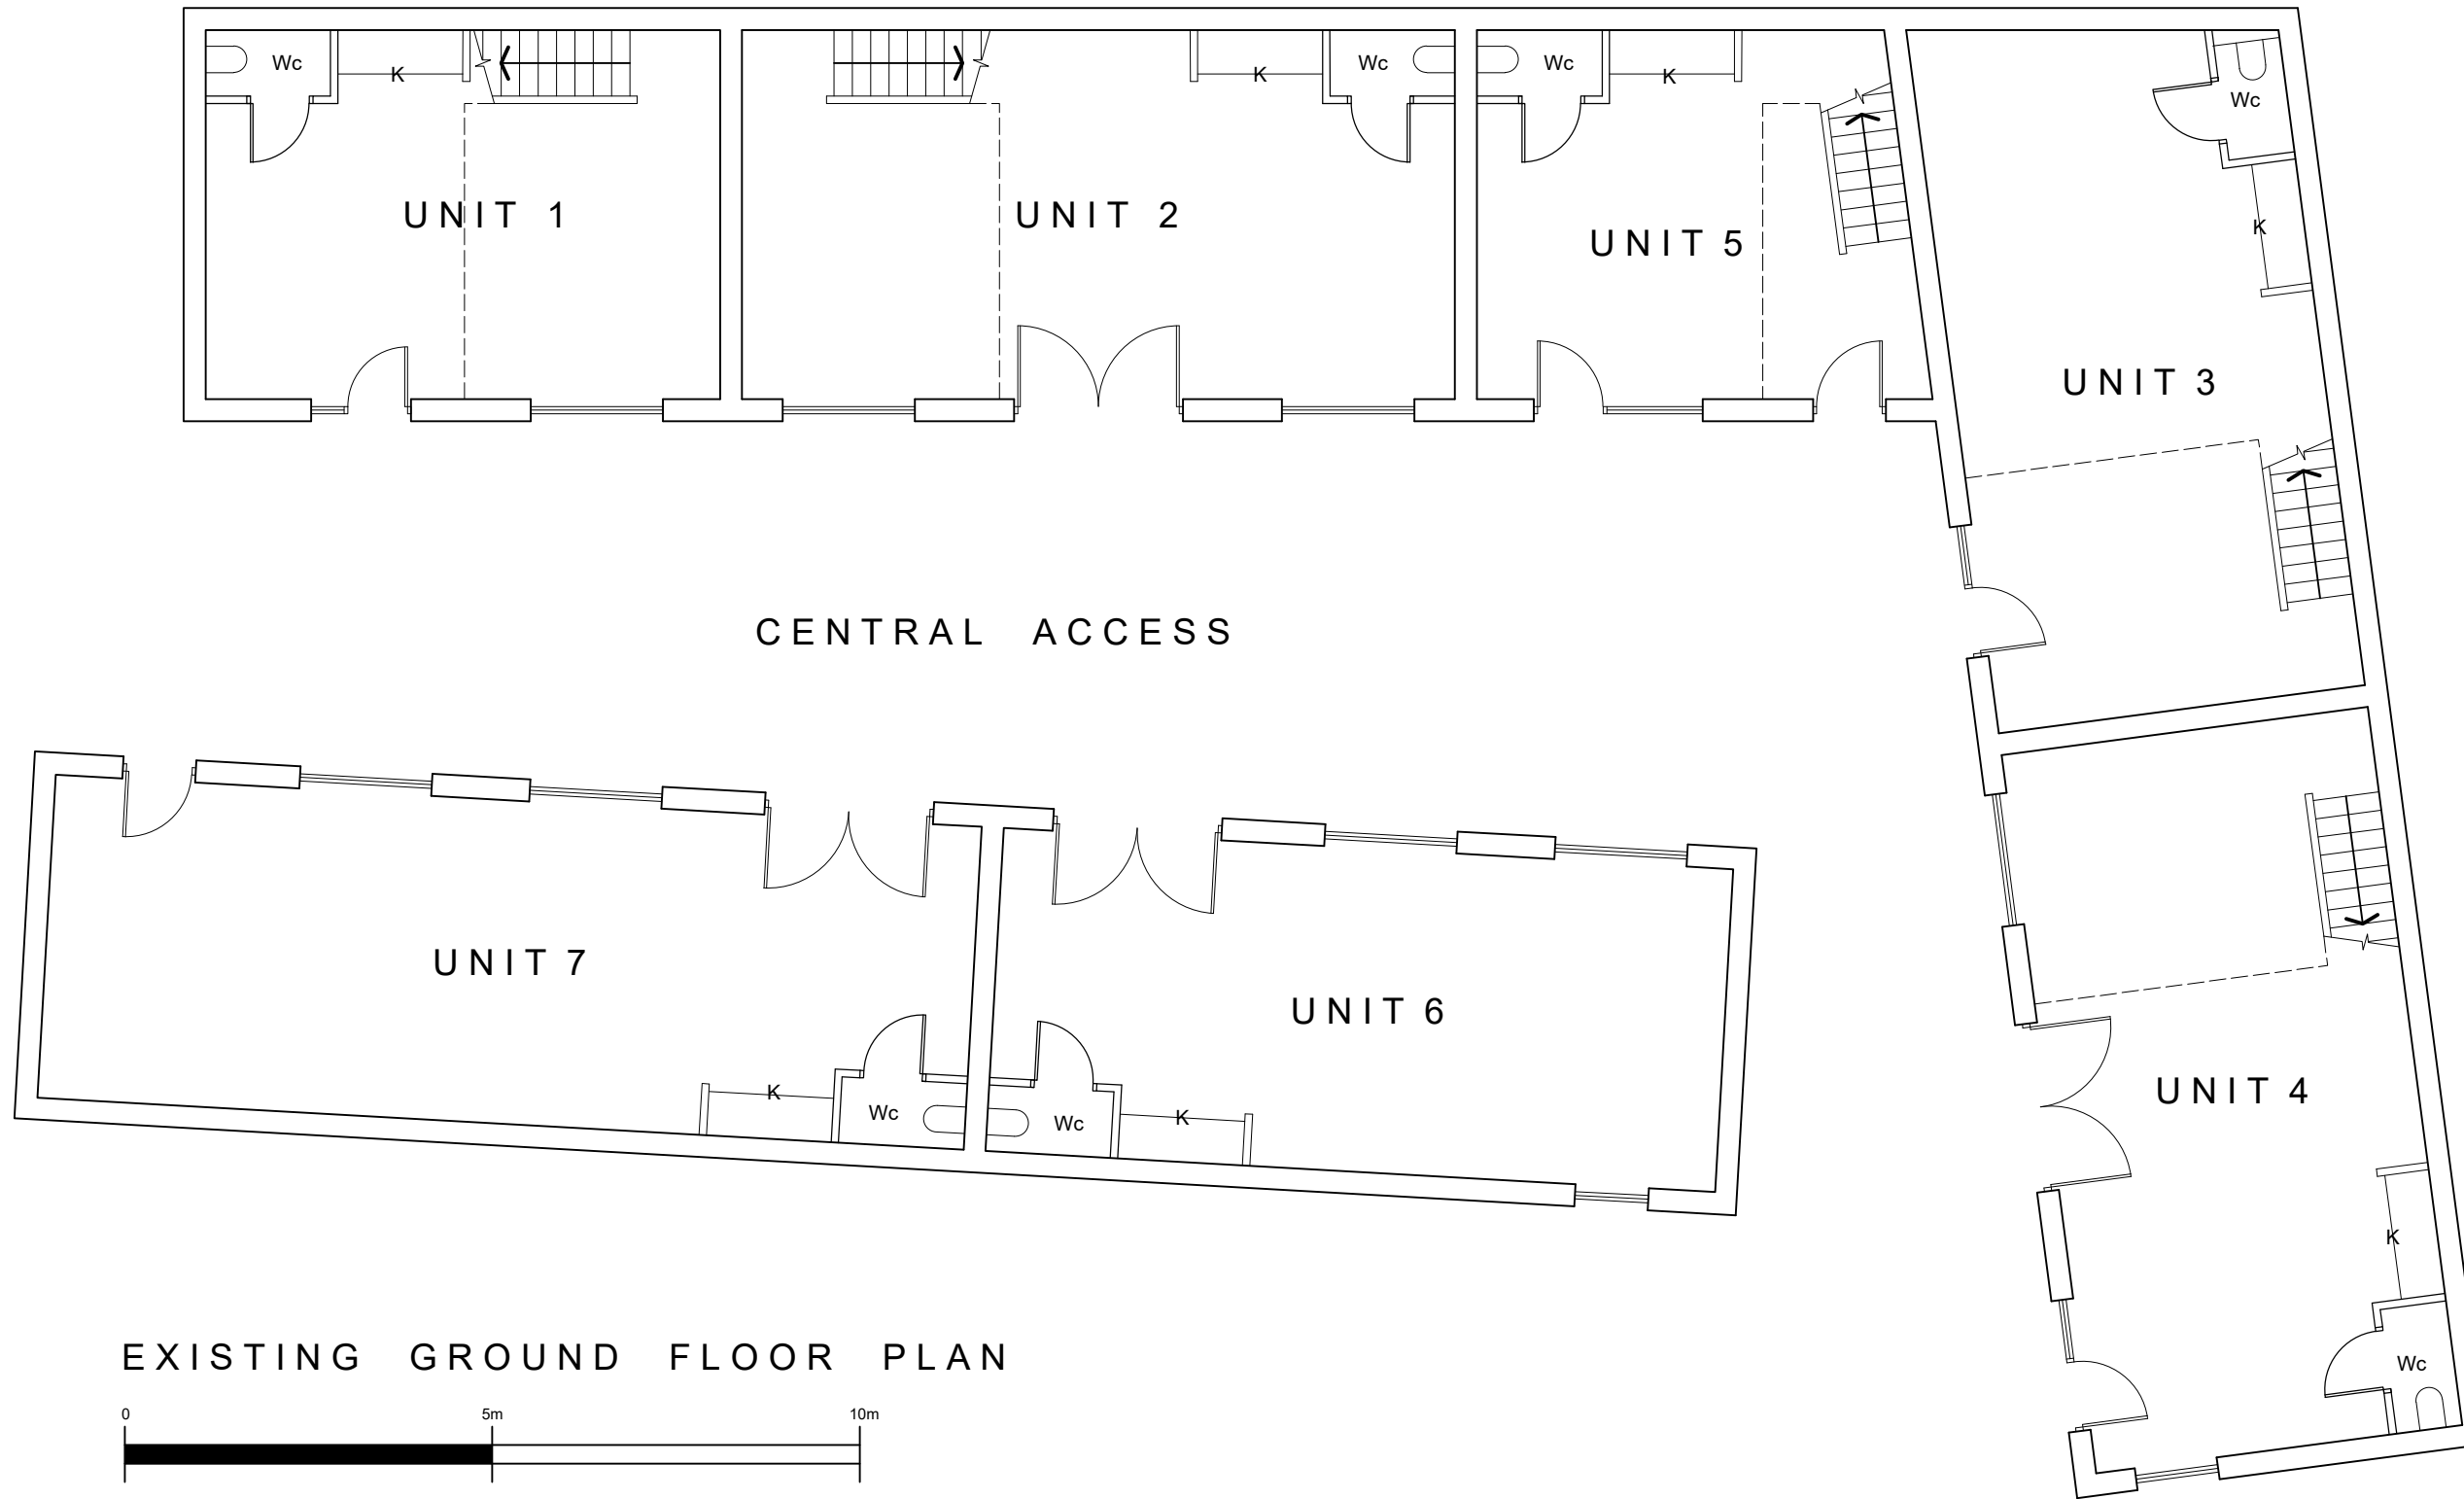 Wc
K
K
Wc
Wc
K
Wc
UNIT 1
UNIT 2
UNIT 5
K
UNIT 3
CENTRAL ACCESS
UNIT 7
UNIT 6
K
Wc
Wc
K
UNIT 4
K
Wc
EXISTING GROUND FLOOR PLAN
0 5m 10m